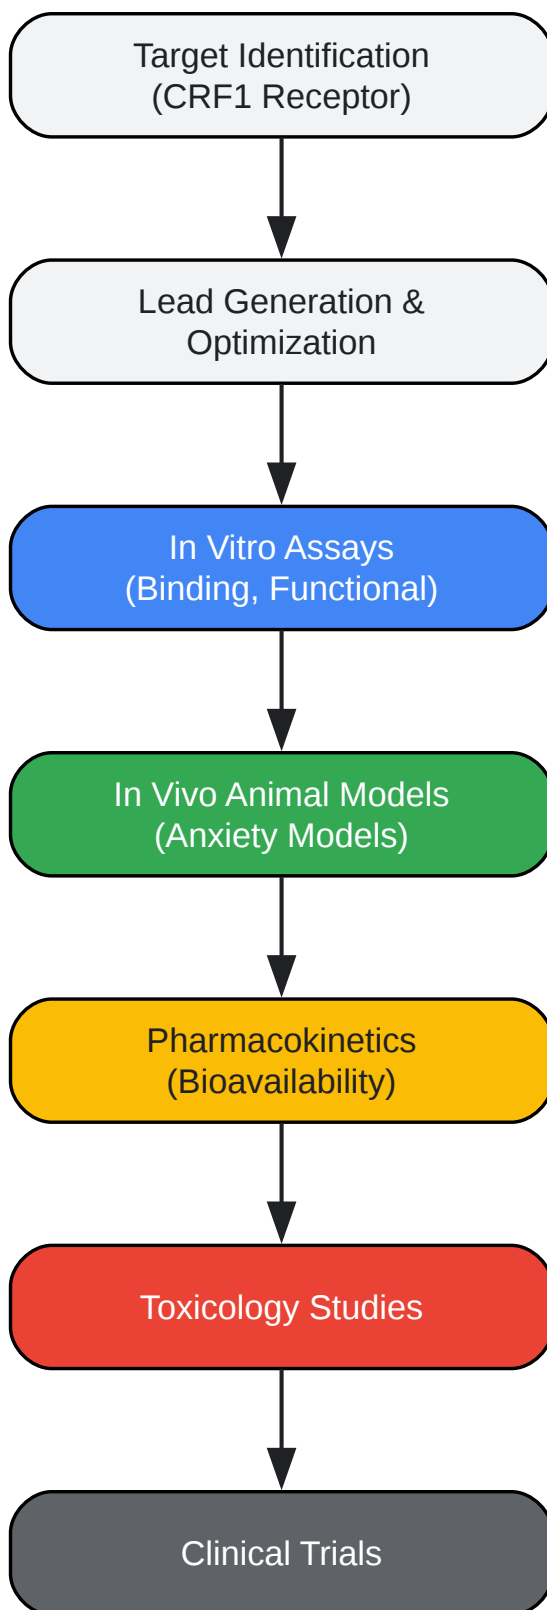 Target Identification
(CRF1 Receptor)
Lead Generation &
Optimization
In Vitro Assays
(Binding, Functional)
In Vivo Animal Models
(Anxiety Models)
Pharmacokinetics
(Bioavailability)
Toxicology Studies
Clinical Trials